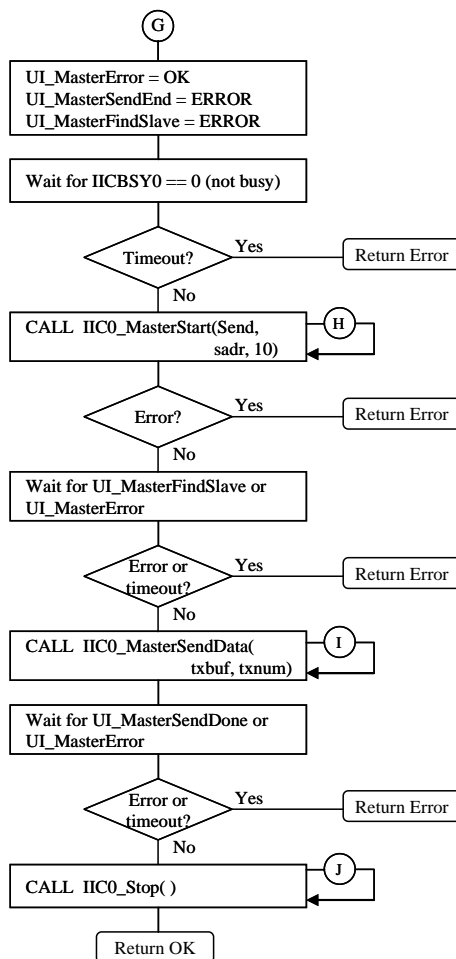 G
UI_MasterError = OK
UI_MasterSendEnd = ERROR
UI_MasterFindSlave = ERROR
Wait for IICBSY0 == 0 (not busy)
Timeout?
Yes
Return Error
No
CALL IIC0_MasterStart(Send,
sadr, 10)
H
Error?
Yes
Return Error
No
Wait for UI_MasterFindSlave or
UI_MasterError
Error or
timeout?
Yes
Return Error
No
CALL IIC0_MasterSendData(
txbuf, txnum)
I
Wait for UI_MasterSendDone or
UI_MasterError
Error or
timeout?
Yes
Return Error
No
CALL IIC0_Stop( )
J
Return OK